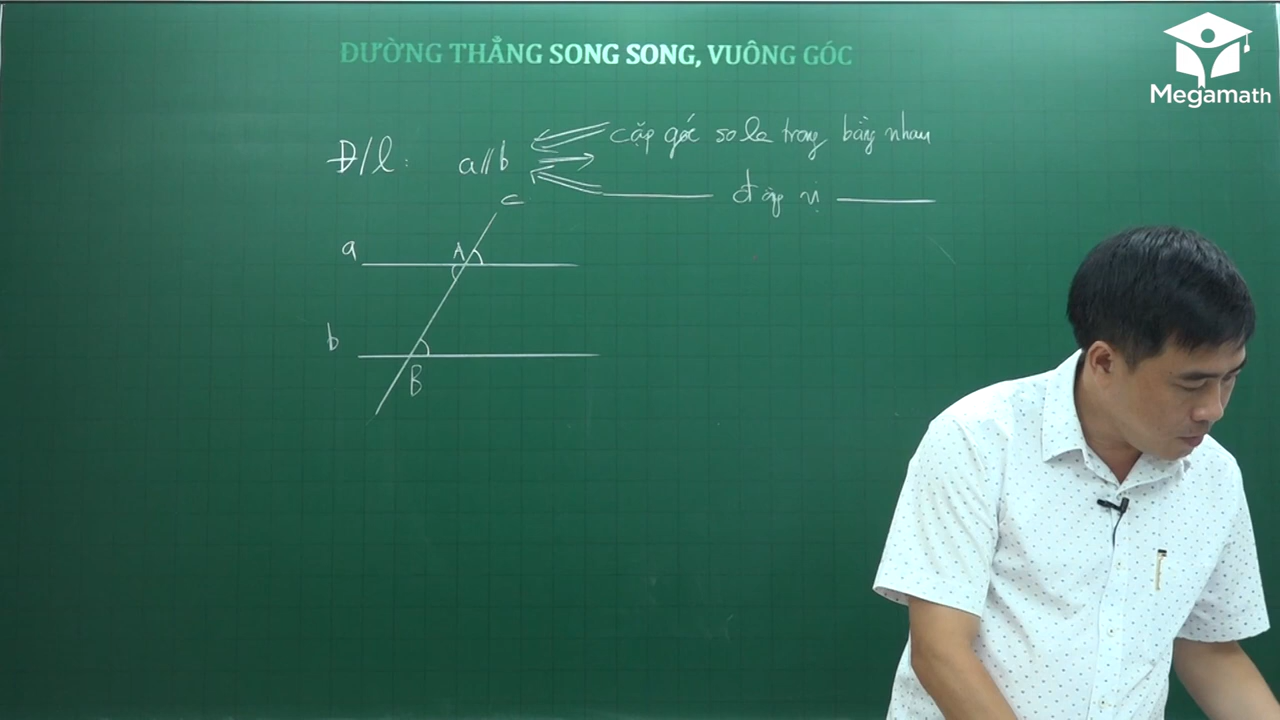 ĐƯỜNG THẲNG SONG SONG, VUÔNG GÓC
Megamath
Đ/l: a//b cặp góc so le trong bằng nhau
đồng vị
c
a A
b
B